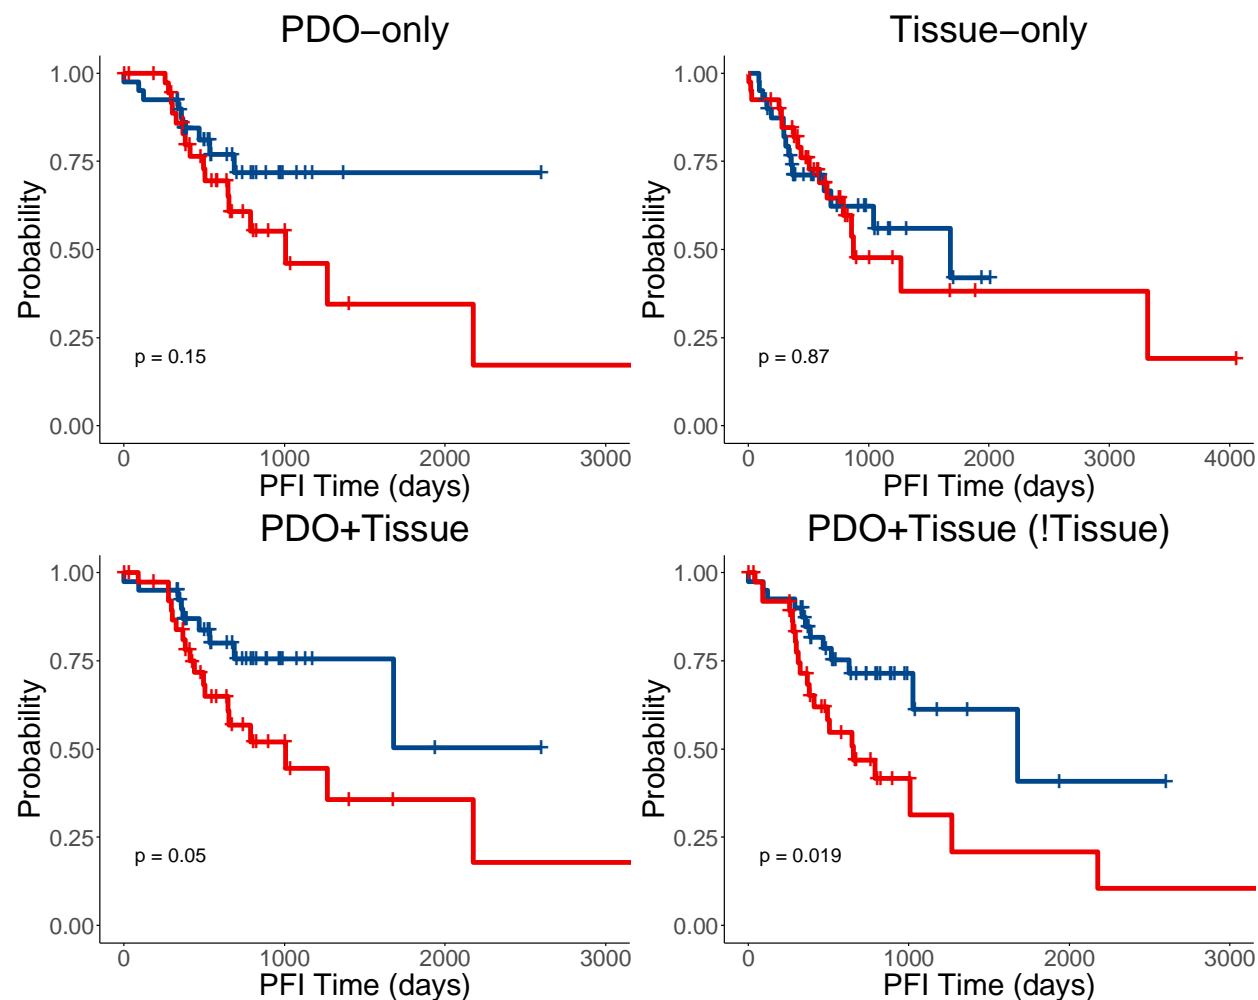 PDO−only
Probability
1.00
0.75
0.50
0.25
0.00
p = 0.15
0 1000 2000 3000
PFI Time (days)
Tissue−only
Probability
1.00
0.75
0.50
0.25
0.00
p = 0.87
0 1000 2000 3000 4000
PFI Time (days)
PDO+Tissue
Probability
1.00
0.75
0.50
0.25
0.00
p = 0.05
0 1000 2000 3000
PFI Time (days)
PDO+Tissue (!Tissue)
Probability
1.00
0.75
0.50
0.25
0.00
p = 0.019
0 1000 2000 3000
PFI Time (days)